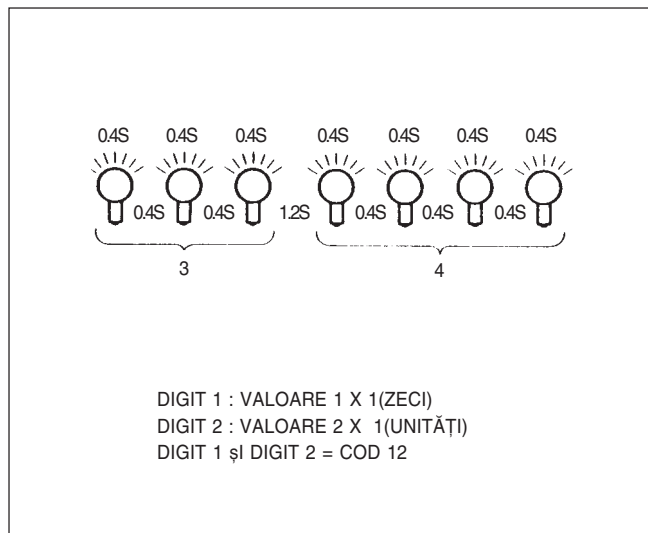 0.4S 0.4S 0.4S 0.4S 0.4S 0.4S 0.4S
0.4S 0.4S 1.2S 0.4S 0.4S 0.4S
3 4
DIGIT 1 : VALOARE 1 X 1(ZECI)
DIGIT 2 : VALOARE 2 X 1(UNITĂȚI)
DIGIT 1 șI DIGIT 2 = COD 12